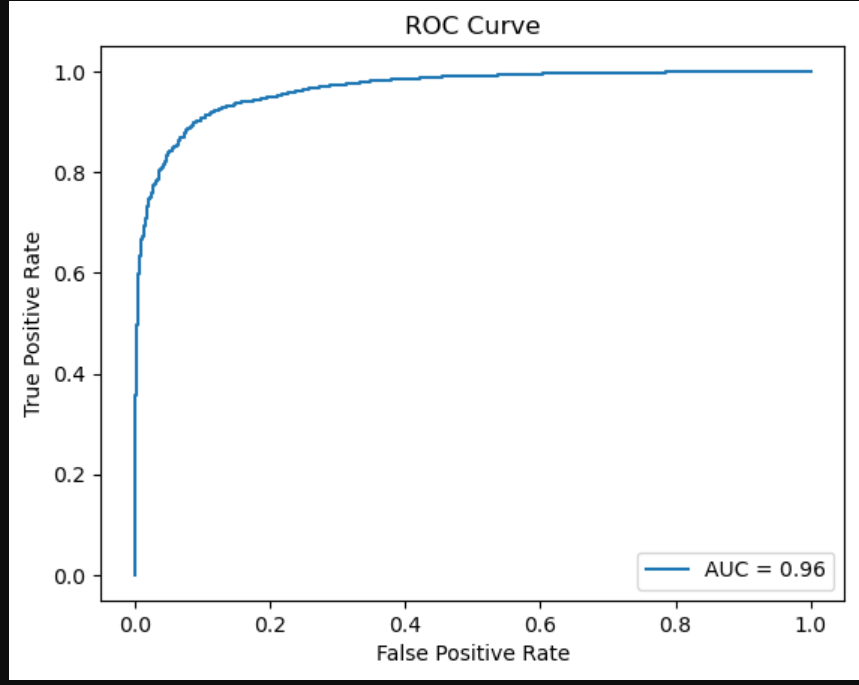 ROC Curve
1.0
0.8
0.6
0.4
0.2
0.0
True Positive Rate
AUC = 0.96
0.0 0.2 0.4 0.6 0.8 1.0
False Positive Rate